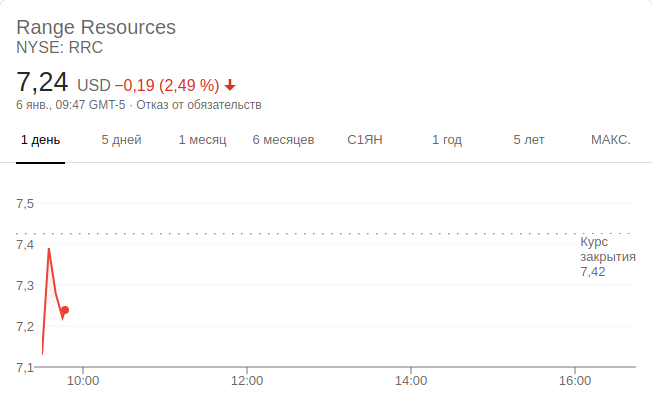 Range Resources
NYSE: RRC
7,24 USD −0,19 (2,49 %)
6 янв., 09:47 GMT-5 · Отказ от обязательств
1 день 5 дней 1 месяц 6 месяцев С1ЯН 1 год 5 лет МАКС.
7,5
7,4
Курс
закрытия
7,42
7,3
7,2
7,1
10:00 12:00 14:00 16:00